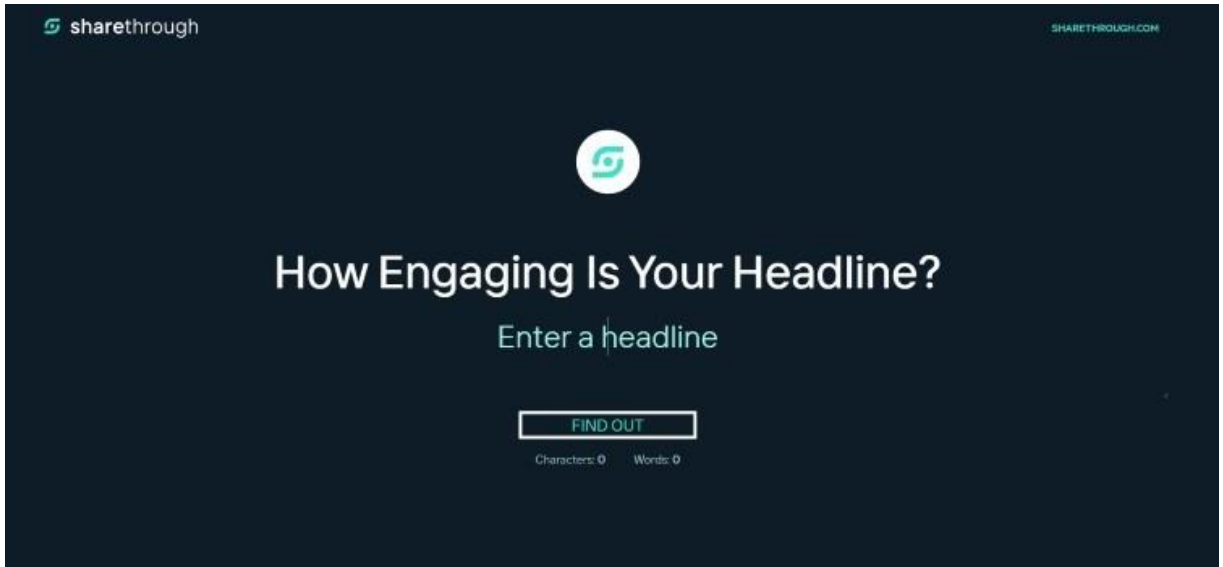 sharethrough
SHARETHROUGH.COM
How Engaging Is Your Headline?
Enter a headline
FIND OUT
Characters: 0 Words: 0